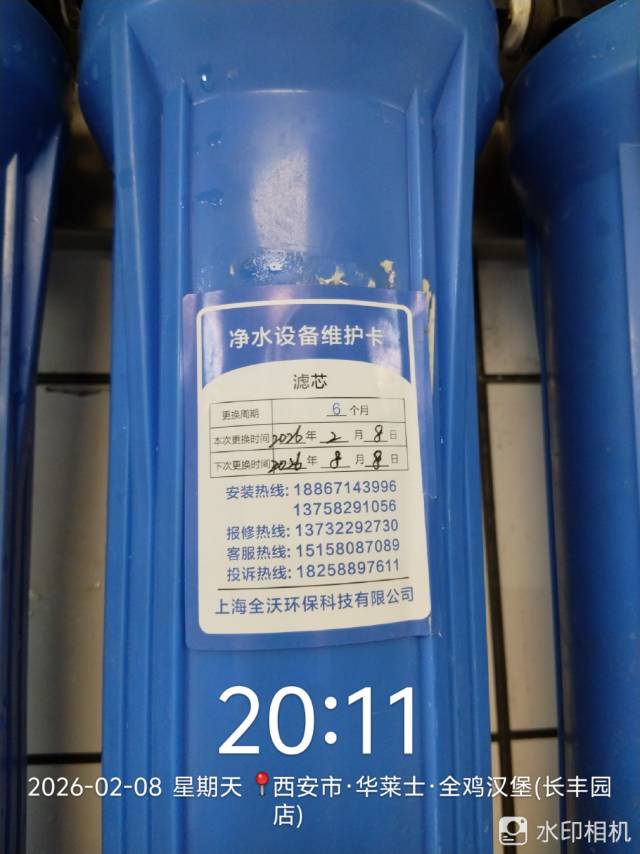 净水设备维护卡
滤芯
更换周期 6 个月
本次更换时间 2026 年 2 月 8 日
下次更换时间 2026 年 8 月 8 日
安装热线: 18867143996
13758291056
报修热线: 13732292730
客服热线: 15158087089
投诉热线: 18258897611
上海全沃环保科技有限公司
20:11
2026-02-08 星期天 📍西安市·华莱士·全鸡汉堡(长丰园
店)
水印相机